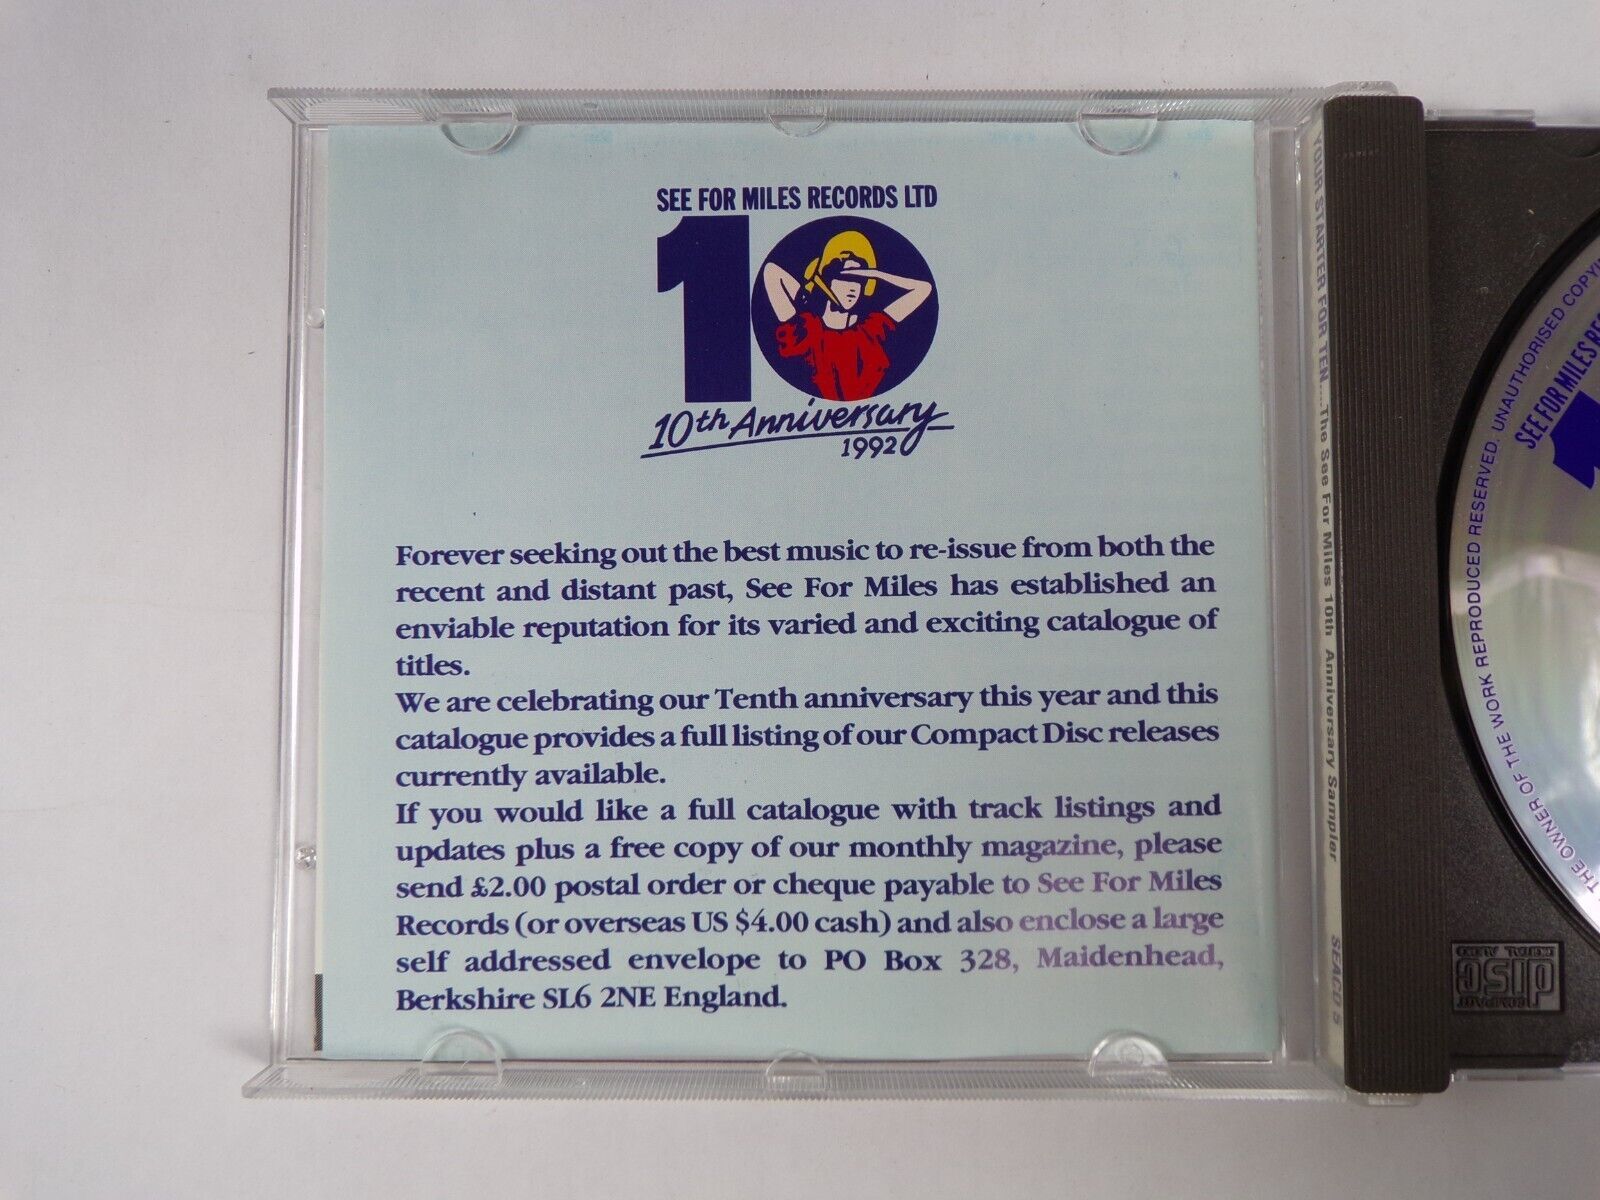 SEE FOR MILES RECORDS LTD
10
10th Anniversary
1992
Forever seeking out the best music to re-issue from both the
recent and distant past, See For Miles has established an
enviable reputation for its varied and exciting catalogue of
titles.
We are celebrating our Tenth anniversary this year and this
catalogue provides a full listing of our Compact Disc releases
currently available.
If you would like a full catalogue with track listings and
updates plus a free copy of our monthly magazine, please
send £2.00 postal order or cheque payable to See For Miles
Records (or overseas US $4.00 cash) and also enclose a large
self addressed envelope to PO Box 328, Maidenhead,
Berkshire SL6 2NE England.
YOUR STARTER FOR TEN.....The See For Miles 10th Anniversary Sampler SEACD 5
THE OWNER OF THE WORK REPRODUCED RESERVED. UNAUTHORISED
SEE FOR MILES
1
COMPACT
disc
DIGITAL AUDIO